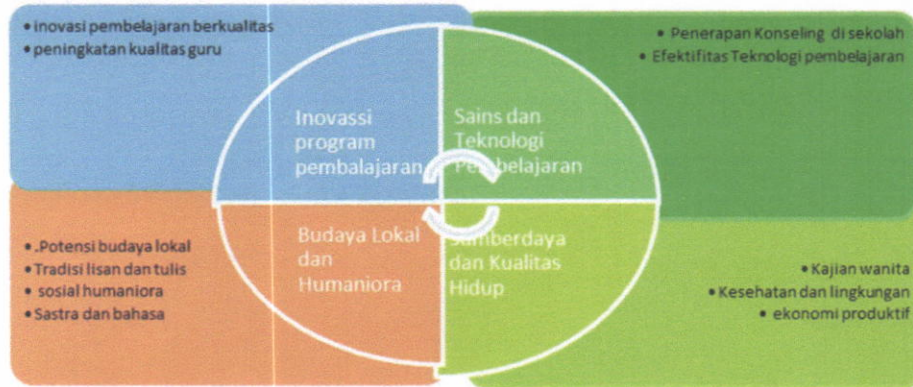 • inovasi pembelajaran berkualitas
• peningkatan kualitas guru
• Penerapan Konseling di sekolah
• Efektifitas Teknologi pembelajaran
Inovassi
program
pembalajaran
Sains dan
Teknologi
Pembelajaran
• .Potensi budaya lokal
• Tradisi lisan dan tulis
• sosial humaniora
• Sastra dan bahasa
Budaya Lokal
dan
Humaniora
Sumberdaya
dan Kualitas
Hidup
• Kajian wanita
• Kesehatan dan lingkungan
• ekonomi produktif